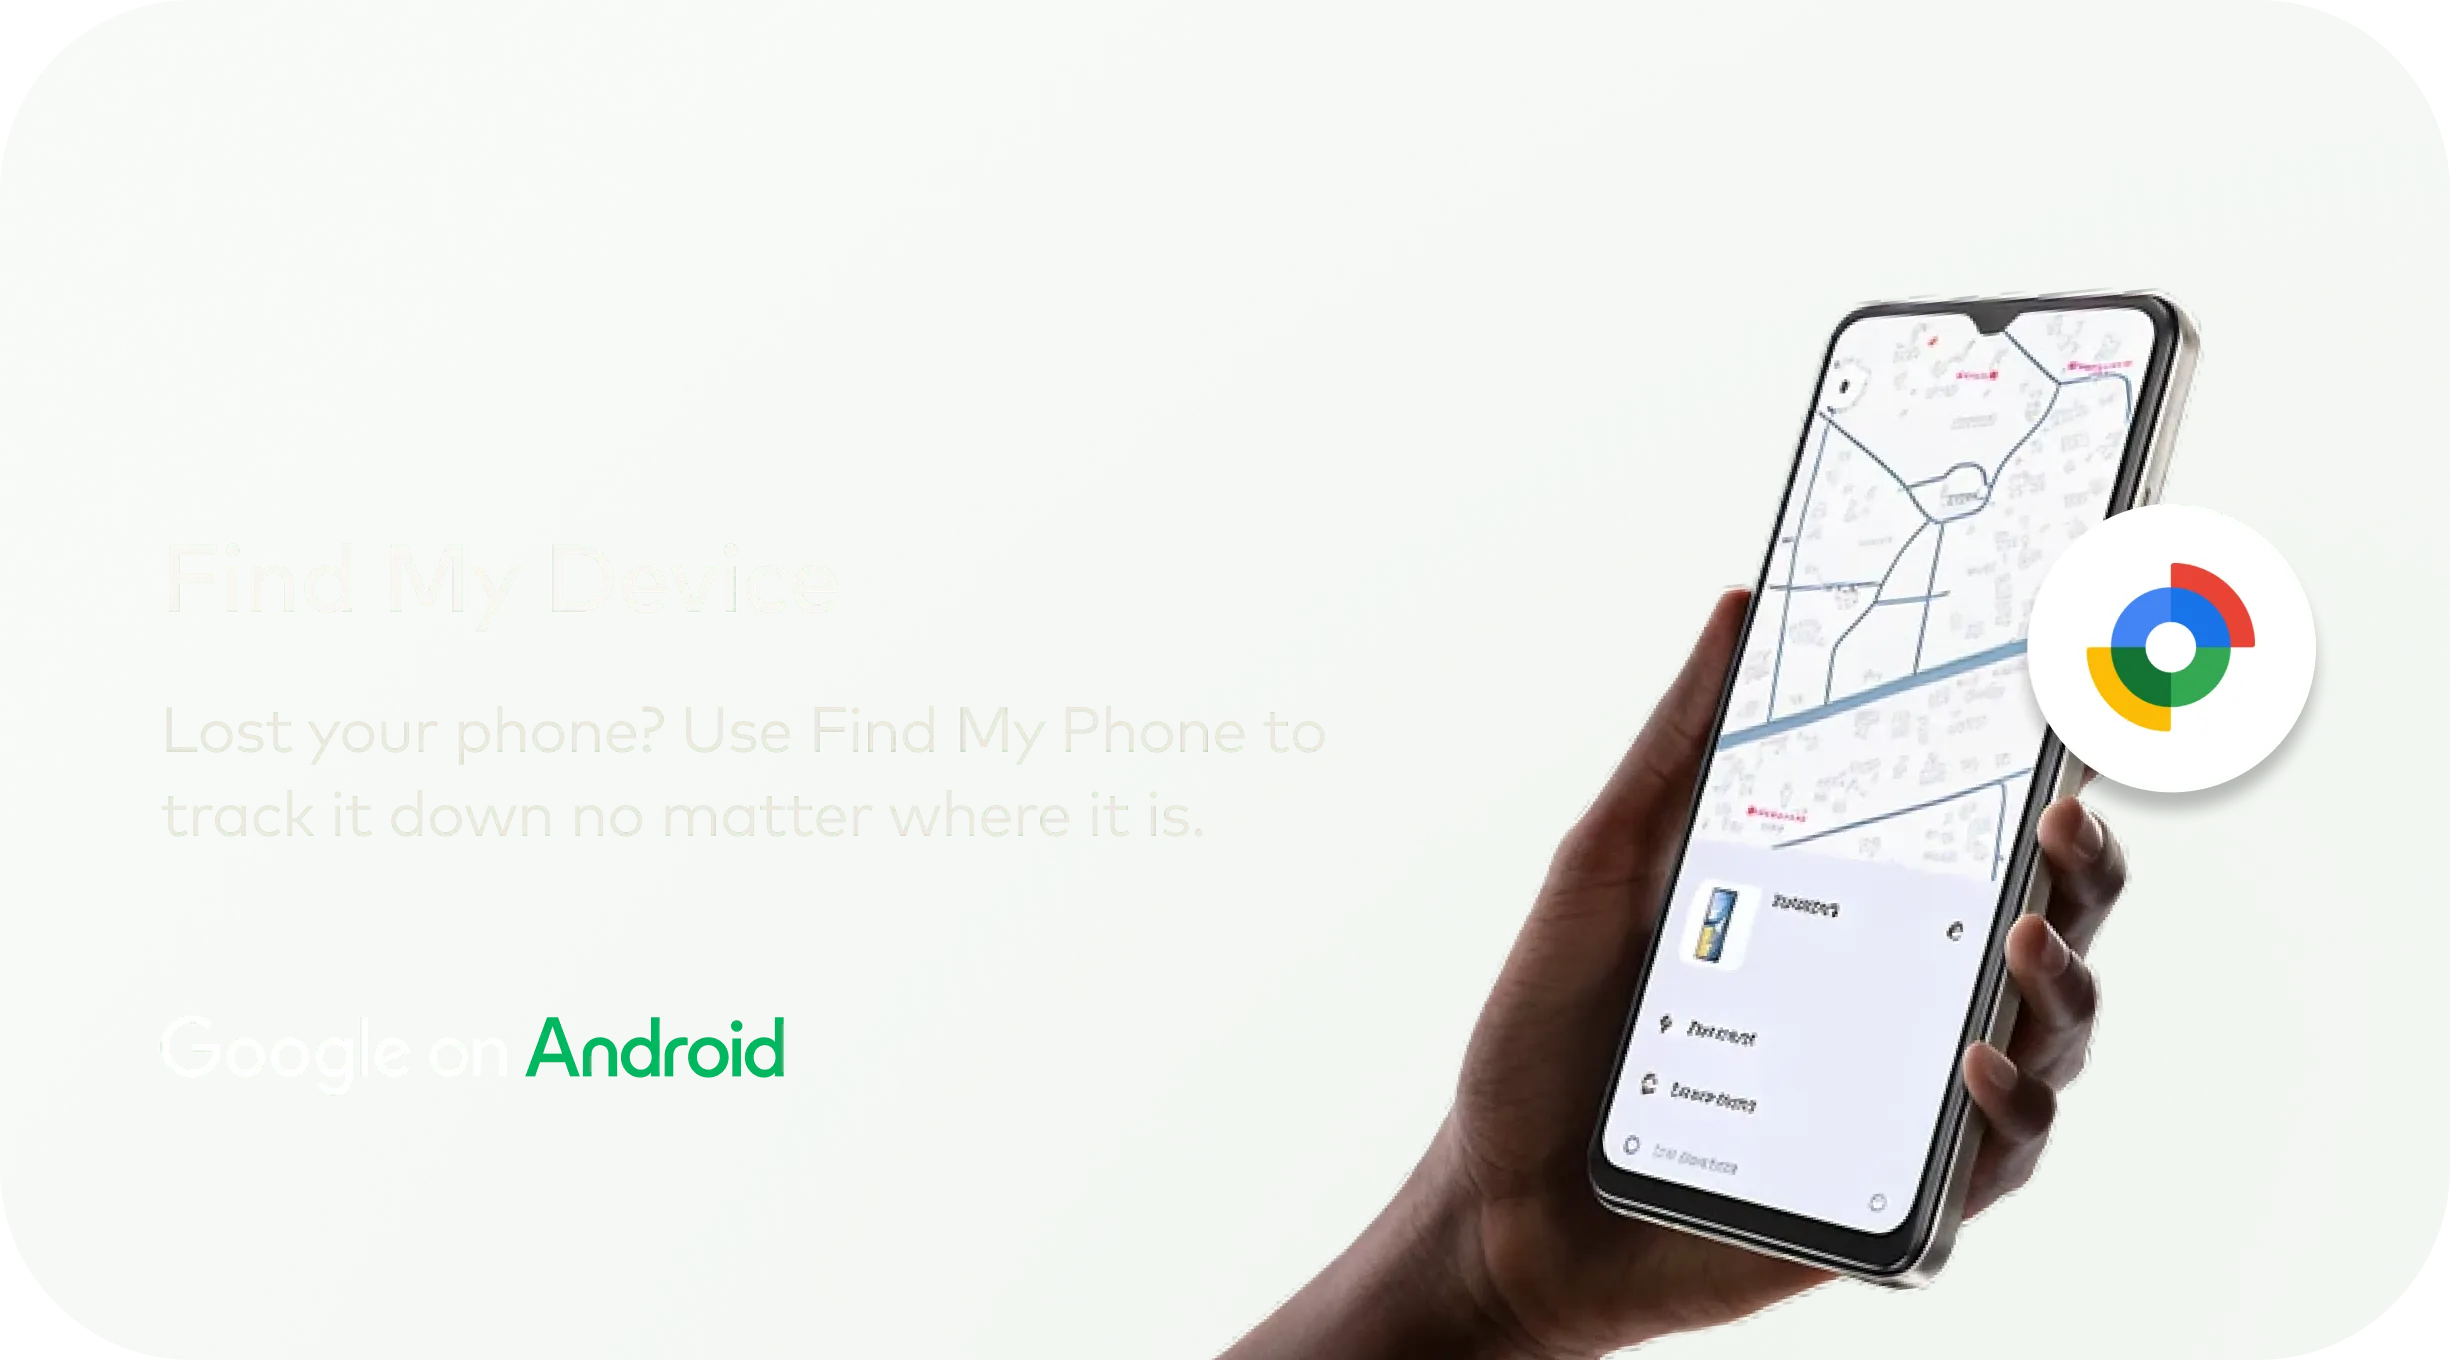 Find My Device
Lost your phone? Use Find My Phone to
track it down no matter where it is.
Google on Android